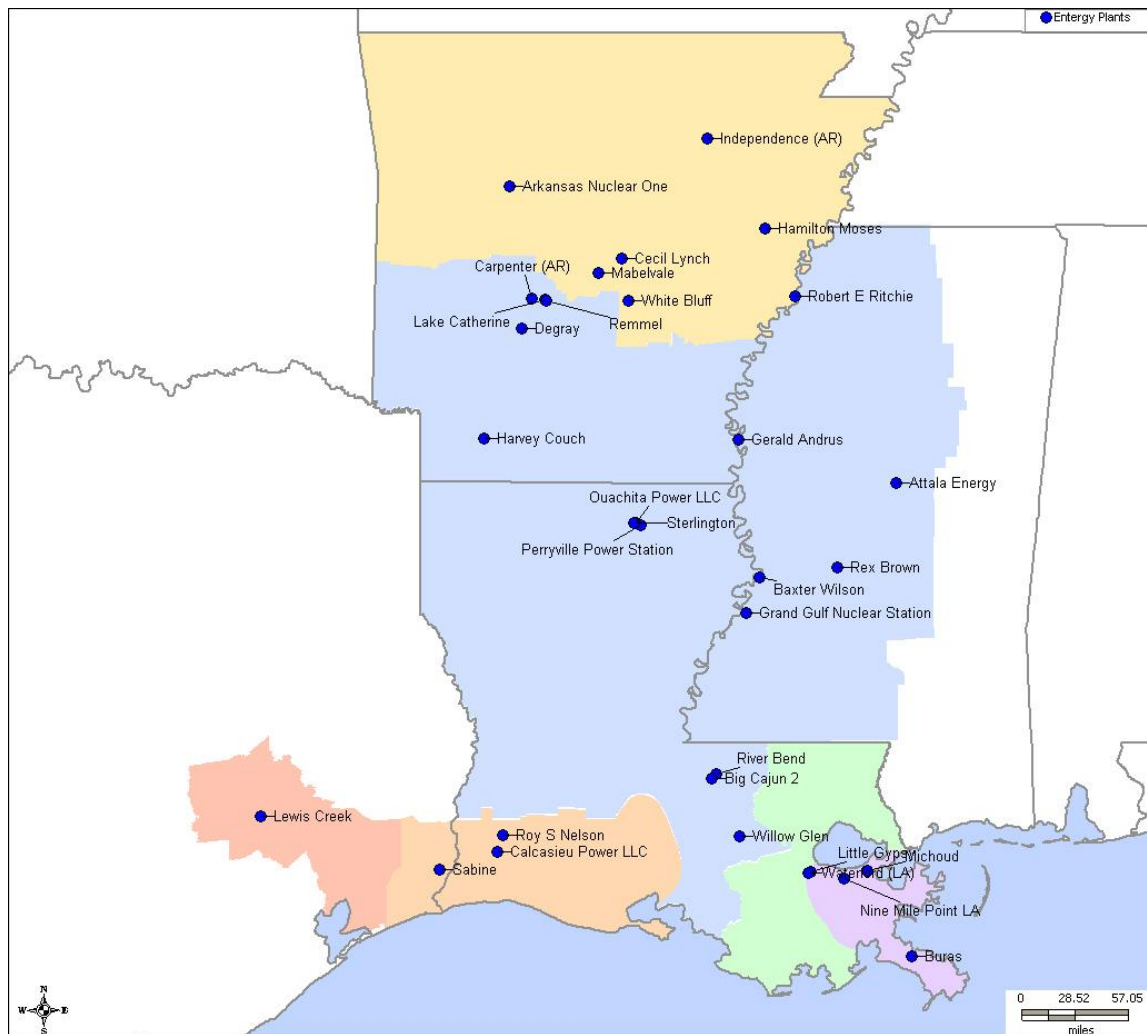 Entergy Plants
Independence (AR)
Arkansas Nuclear One
Hamilton Moses
Cecil Lynch
Carpenter (AR)
Mabelvale
White Bluff
Robert E Ritchie
Lake Catherine
Remmel
Degray
Harvey Couch
Gerald Andrus
Attala Energy
Ouachita Power LLC
Sterlington
Perryville Power Station
Rex Brown
Baxter Wilson
Grand Gulf Nuclear Station
River Bend
Big Cajun 2
Lewis Creek
Roy S Nelson
Willow Glen
Calcasieu Power LLC
Little Gypsy
Michoud
Sabine
Waterford (LA)
Nine Mile Point LA
Buras
N
W E
S
0 28.52 57.05
miles